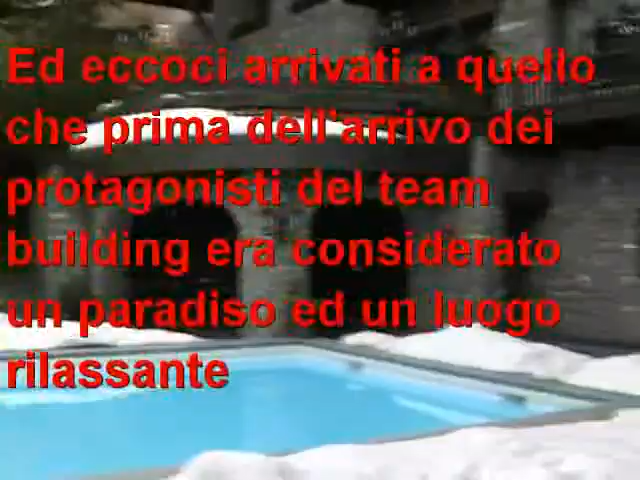 Ed eccoci arrivati a quello
che prima dell'arrivo dei
protagonisti del team
building era considerato
un paradiso ed un luogo
rilassante